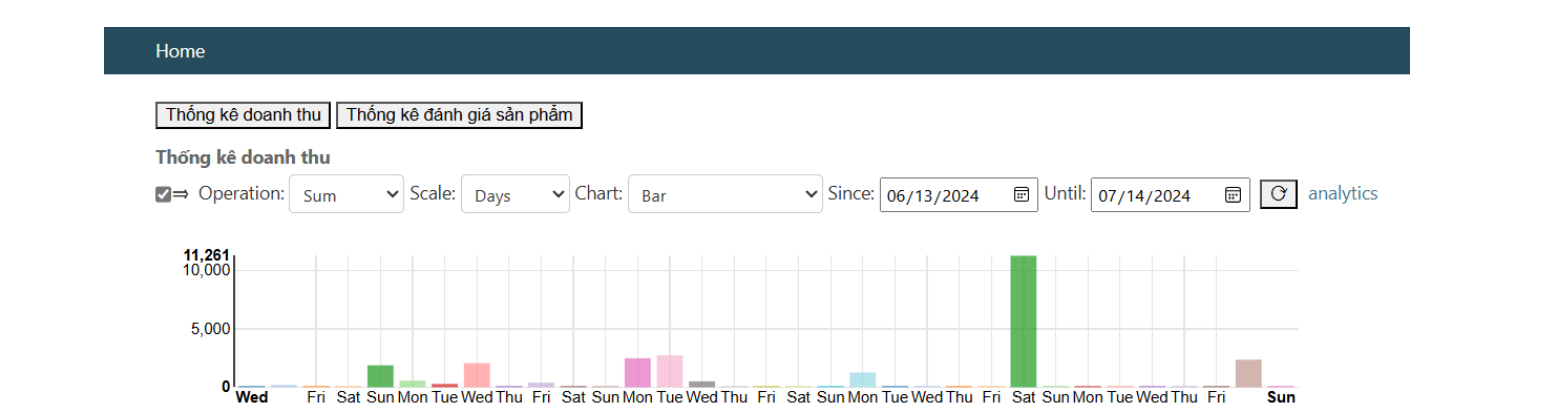 Home
Thống kê doanh thu Thống kê đánh giá sản phẩm
Thống kê doanh thu
⇒ Operation: Sum Scale: Days Chart: Bar Since: 06/13/2024 Until: 07/14/2024 analytics
11,261
10,000
5,000
0
Wed Fri Sat Sun Mon Tue Wed Thu Fri Sat Sun Mon Tue Wed Thu Fri Sat Sun Mon Tue Wed Thu Fri Sat Sun Mon Tue Wed Thu Fri Sun